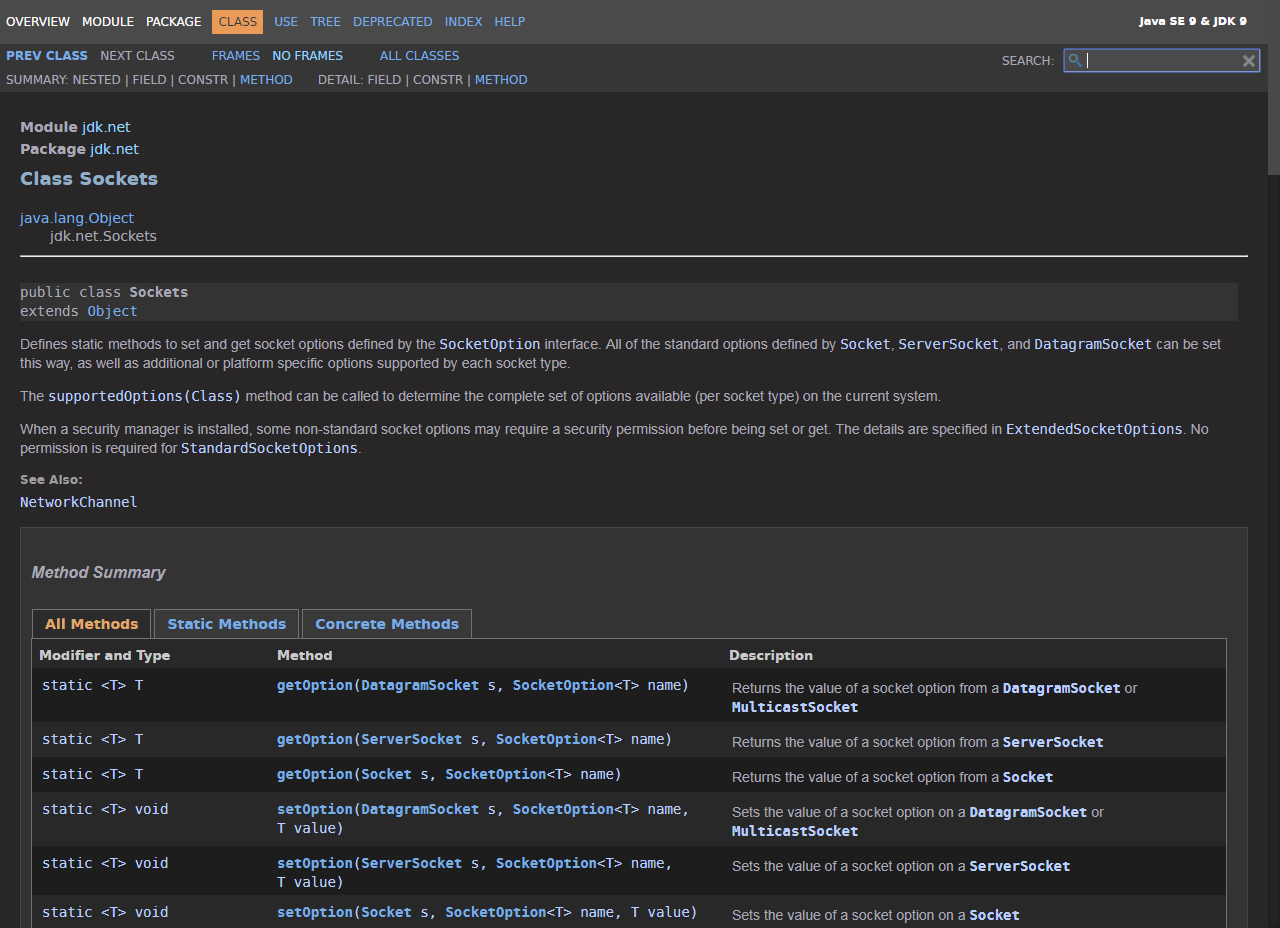 OVERVIEW MODULE PACKAGE CLASS USE TREE DEPRECATED INDEX HELP Java SE 9 & JDK 9
PREV CLASS NEXT CLASS FRAMES NO FRAMES ALL CLASSES SEARCH:
SUMMARY: NESTED | FIELD | CONSTR | METHOD DETAIL: FIELD | CONSTR | METHOD
Module jdk.net
Package jdk.net
Class Sockets
java.lang.Object
jdk.net.Sockets
public class Sockets
extends Object
Defines static methods to set and get socket options defined by the SocketOption interface. All of the standard options defined by Socket, ServerSocket, and DatagramSocket can be set
this way, as well as additional or platform specific options supported by each socket type.
The supportedOptions(Class) method can be called to determine the complete set of options available (per socket type) on the current system.
When a security manager is installed, some non-standard socket options may require a security permission before being set or get. The details are specified in ExtendedSocketOptions. No
permission is required for StandardSocketOptions.
See Also:
NetworkChannel
Method Summary
All Methods Static Methods Concrete Methods
Modifier and Type Method Description
static <T> T getOption(DatagramSocket s, SocketOption<T> name) Returns the value of a socket option from a DatagramSocket or
MulticastSocket
static <T> T getOption(ServerSocket s, SocketOption<T> name) Returns the value of a socket option from a ServerSocket
static <T> T getOption(Socket s, SocketOption<T> name) Returns the value of a socket option from a Socket
static <T> void setOption(DatagramSocket s, SocketOption<T> name, Sets the value of a socket option on a DatagramSocket or
T value) MulticastSocket
static <T> void setOption(ServerSocket s, SocketOption<T> name, Sets the value of a socket option on a ServerSocket
T value)
static <T> void setOption(Socket s, SocketOption<T> name, T value) Sets the value of a socket option on a Socket